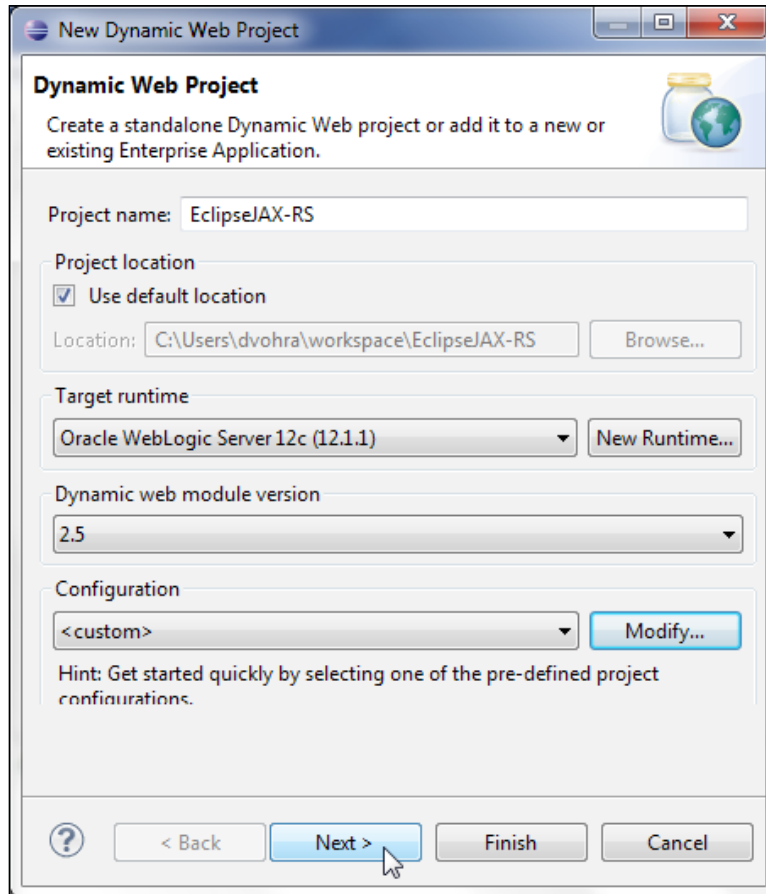 New Dynamic Web Project
Dynamic Web Project
Create a standalone Dynamic Web project or add it to a new or
existing Enterprise Application.
Project name: EclipseJAX-RS
Project location
Use default location
Location: C:\Users\dvohra\workspace\EclipseJAX-RS Browse...
Target runtime
Oracle WebLogic Server 12c (12.1.1) New Runtime...
Dynamic web module version
2.5
Configuration
<custom> Modify...
Hint: Get started quickly by selecting one of the pre-defined project
configurations.
? < Back Next > Finish Cancel